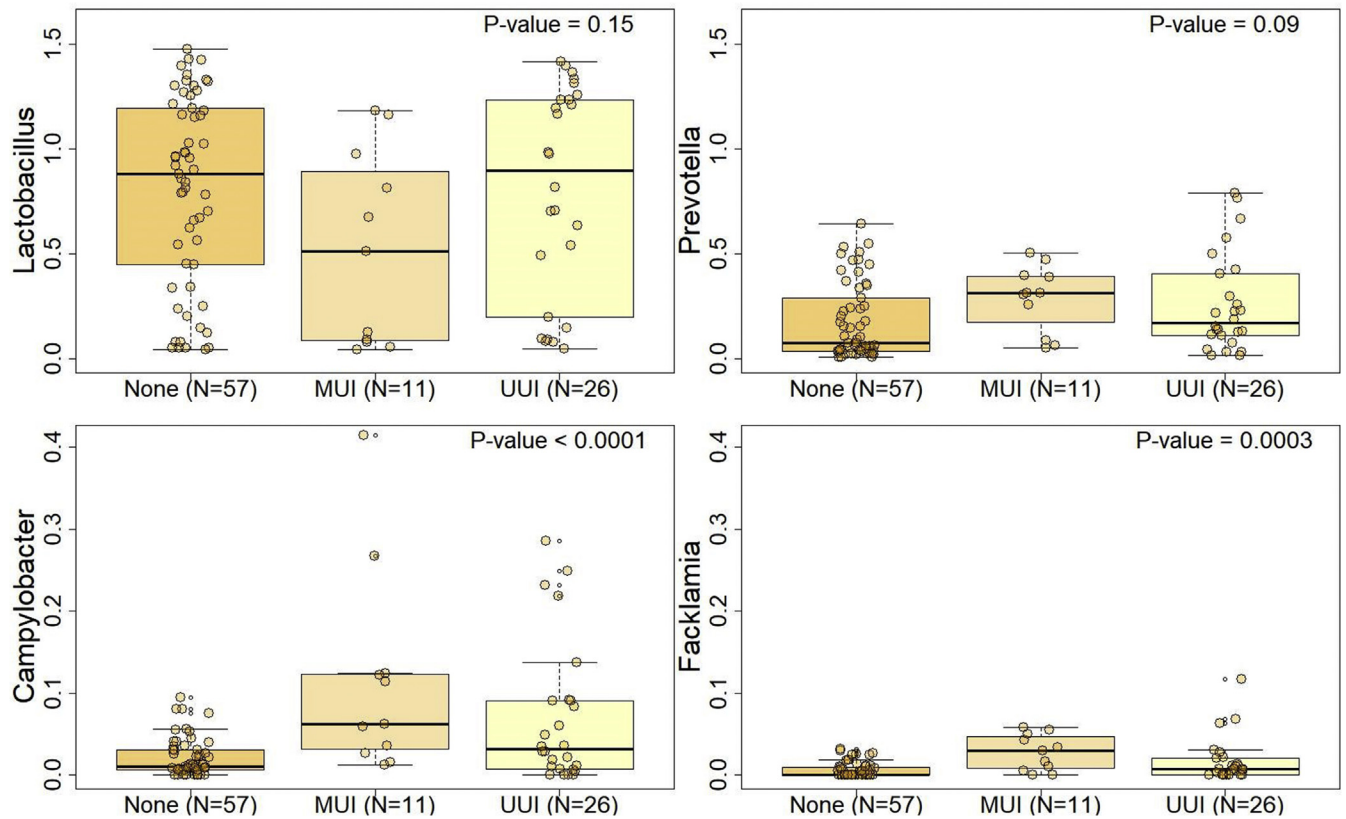 P-value = 0.15
Lactobacillus
0.0 0.5 1.0 1.5
None (N=57) MUI (N=11) UUI (N=26)
P-value = 0.09
Prevotella
0.0 0.5 1.0 1.5
None (N=57) MUI (N=11) UUI (N=26)
P-value < 0.0001
Campylobacter
0.0 0.1 0.2 0.3 0.4
None (N=57) MUI (N=11) UUI (N=26)
P-value = 0.0003
Facklamia
0.0 0.1 0.2 0.3 0.4
None (N=57) MUI (N=11) UUI (N=26)